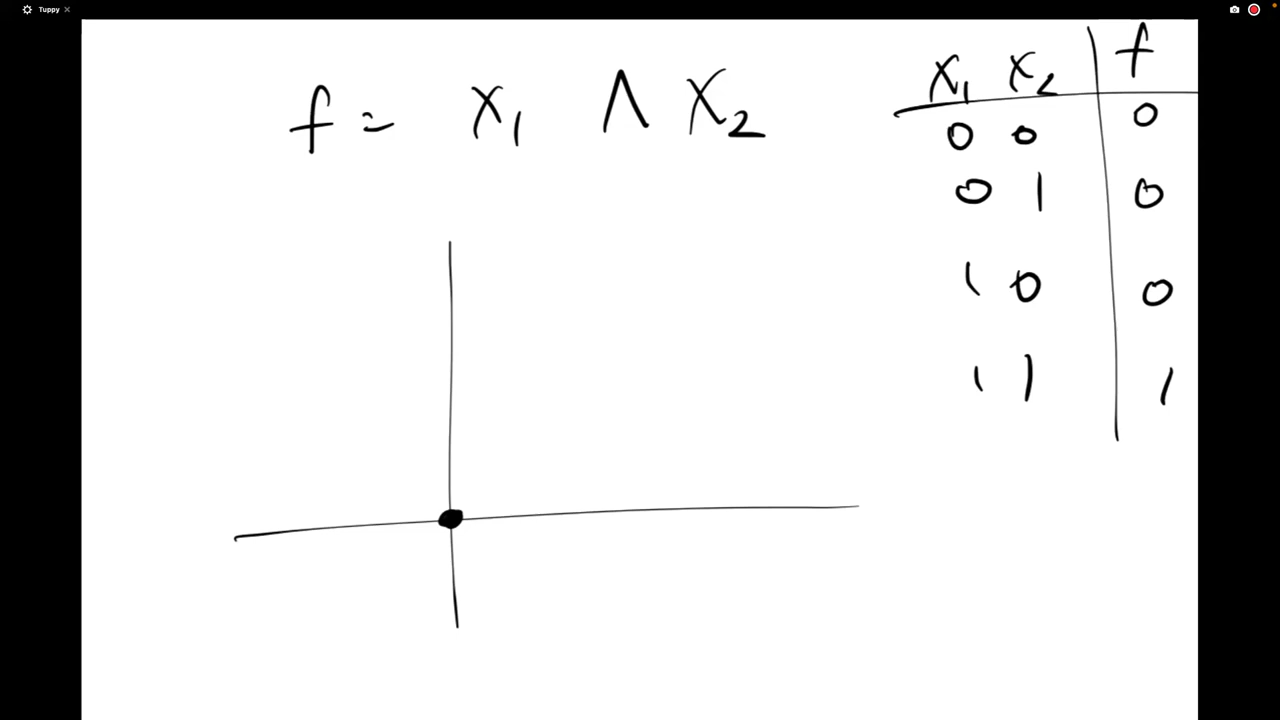 Tuppy
f = x₁ ∧ x₂
x₁ x₂ f
0 0 0
0 1 0
1 0 0
1 1 1